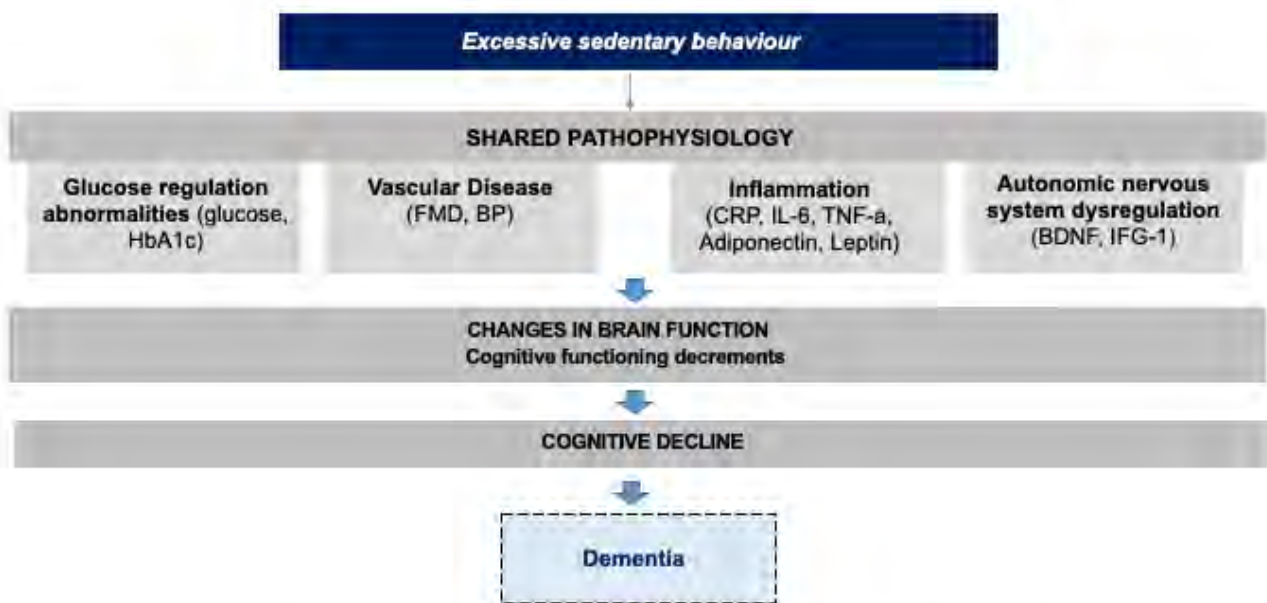 Excessive sedentary behaviour
SHARED PATHOPHYSIOLOGY
Glucose regulation
abnormalities (glucose,
HbA1c)
Vascular Disease
(FMD, BP)
Inflammation
(CRP, IL-6, TNF-a,
Adiponectin, Leptin)
Autonomic nervous
system dysregulation
(BDNF, IFG-1)
CHANGES IN BRAIN FUNCTION
Cognitive functioning decrements
COGNITIVE DECLINE
Dementia